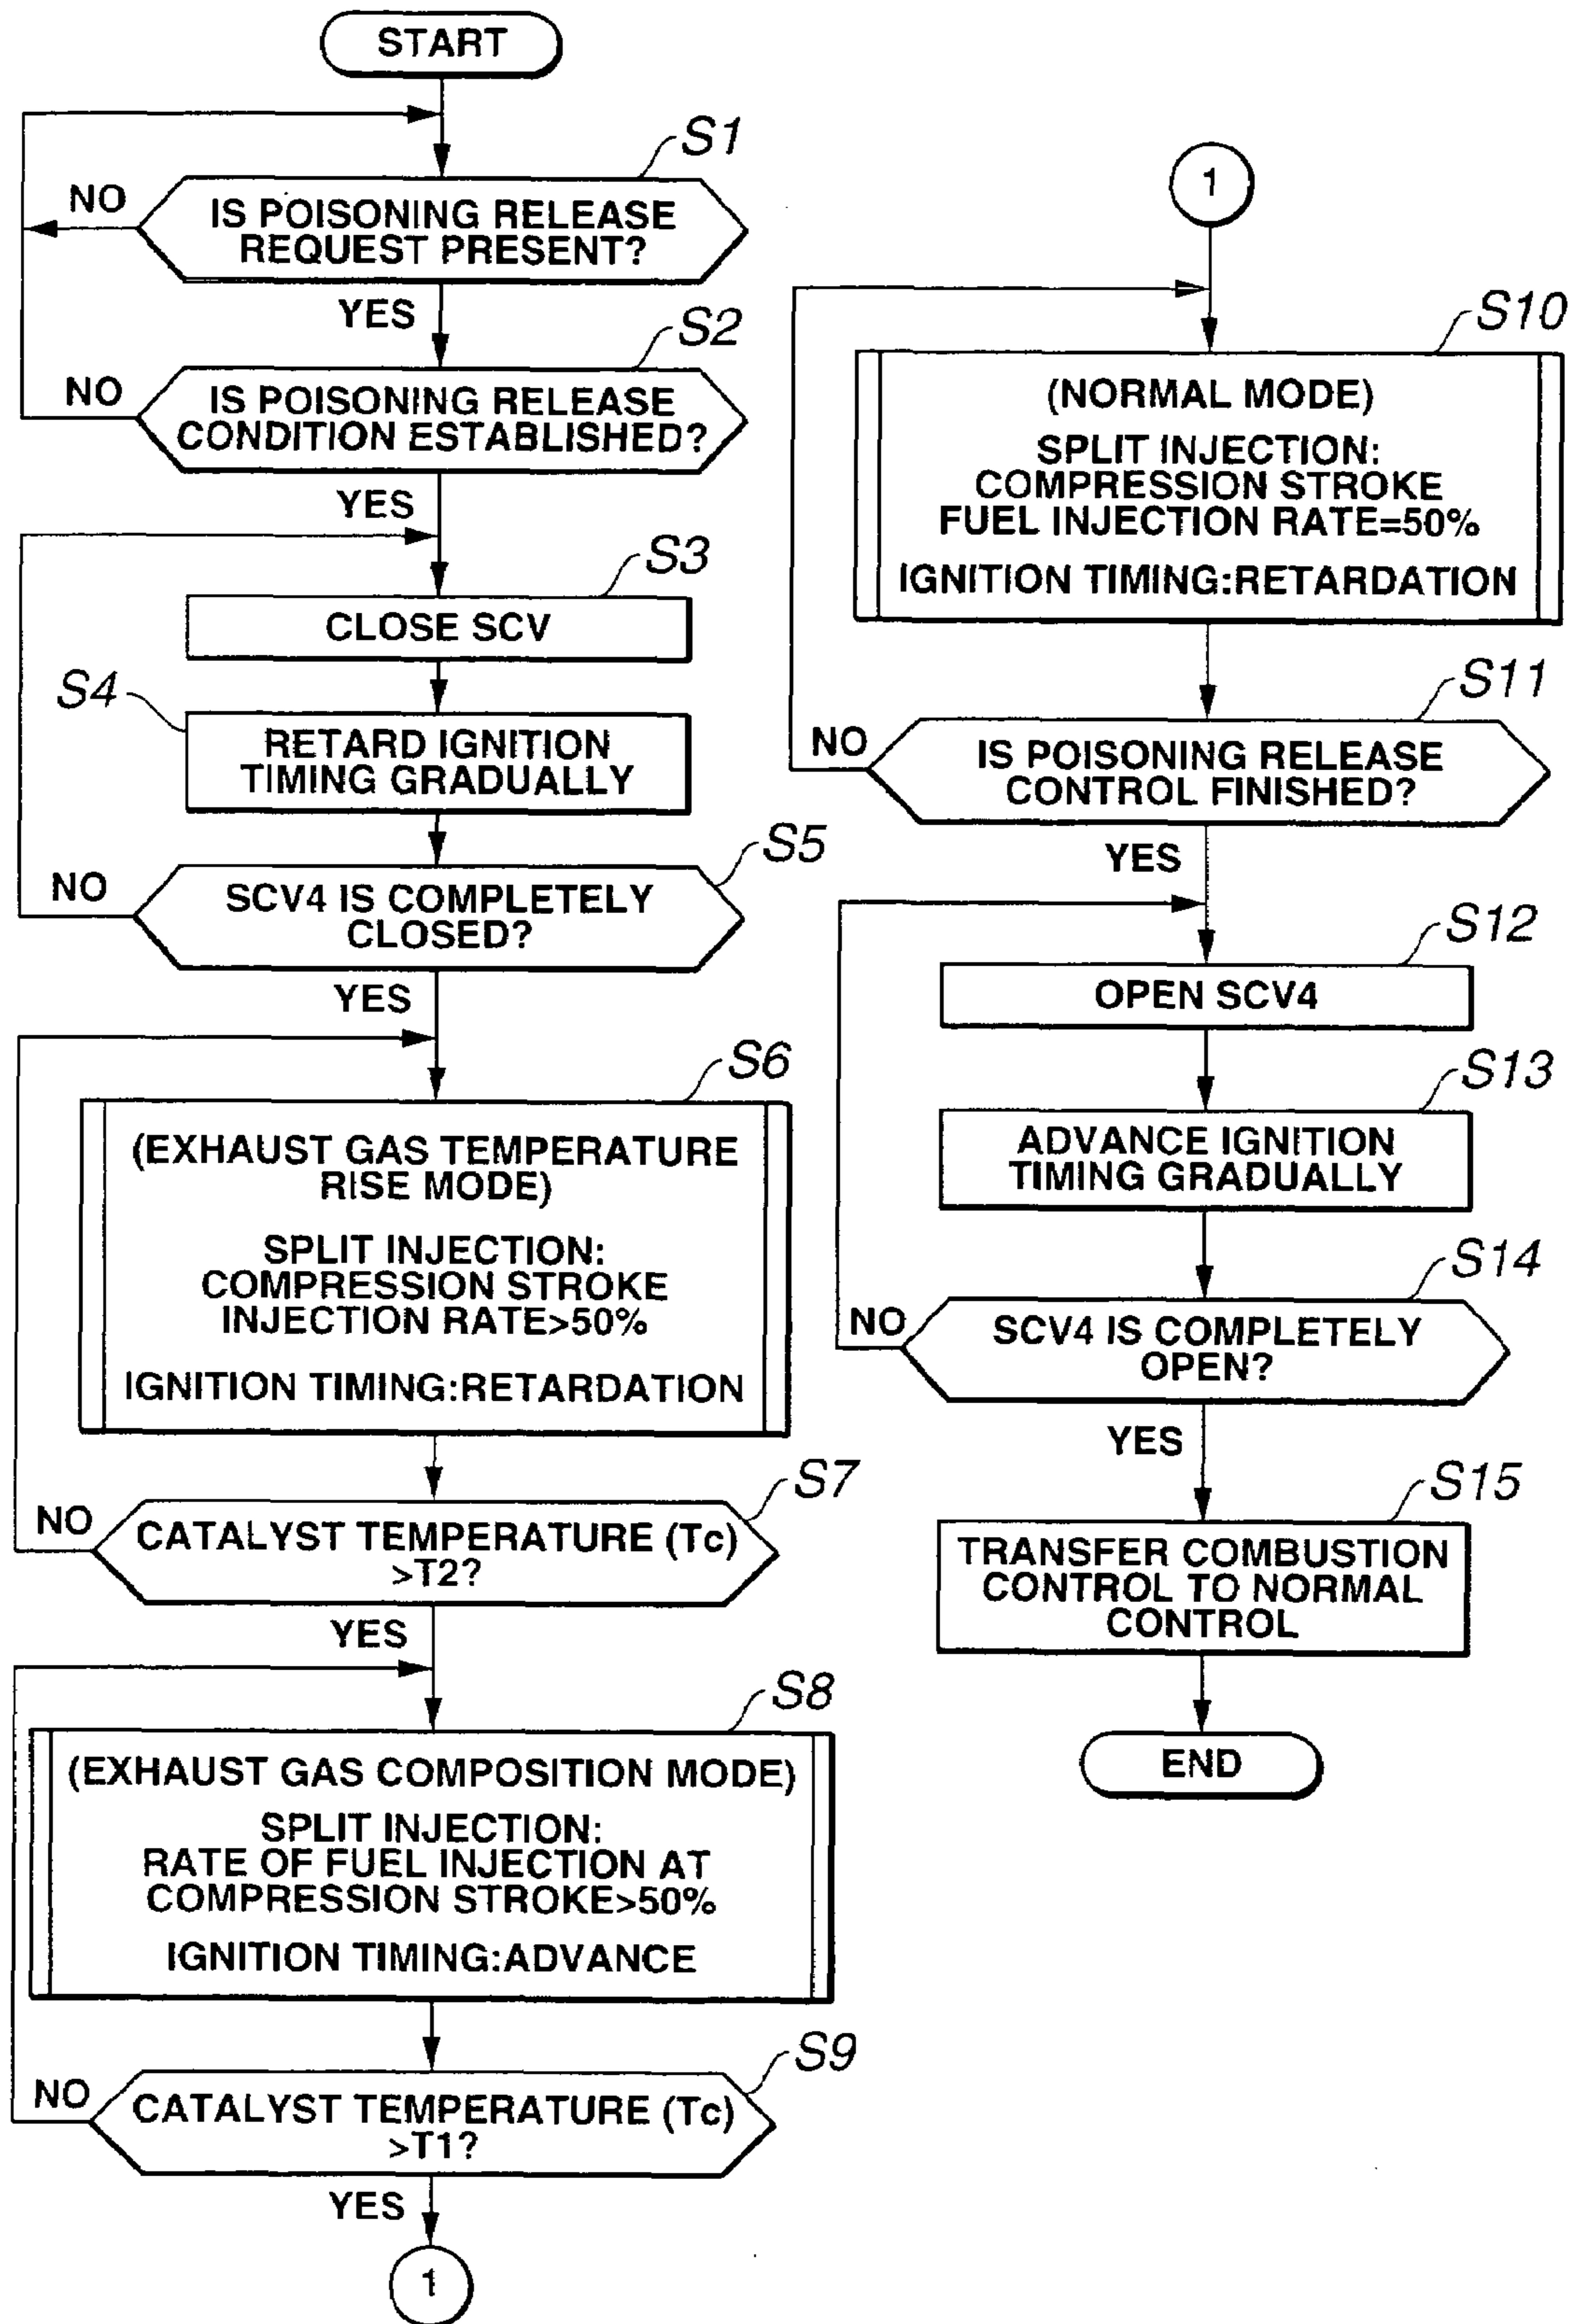 START
S1
NO
IS POISONING RELEASE
REQUEST PRESENT?
YES
S2
NO
IS POISONING RELEASE
CONDITION ESTABLISHED?
YES
S3
CLOSE SCV
S4
RETARD IGNITION
TIMING GRADUALLY
S5
NO
SCV4 IS COMPLETELY
CLOSED?
YES
S6
(EXHAUST GAS TEMPERATURE
RISE MODE)
SPLIT INJECTION:
COMPRESSION STROKE
INJECTION RATE>50%
IGNITION TIMING:RETARDATION
S7
NO
CATALYST TEMPERATURE (Tc)
>T2?
YES
S8
(EXHAUST GAS COMPOSITION MODE)
SPLIT INJECTION:
RATE OF FUEL INJECTION AT
COMPRESSION STROKE>50%
IGNITION TIMING:ADVANCE
S9
NO
CATALYST TEMPERATURE (Tc)
>T1?
YES
1
1
S10
(NORMAL MODE)
SPLIT INJECTION:
COMPRESSION STROKE
FUEL INJECTION RATE=50%
IGNITION TIMING:RETARDATION
S11
NO
IS POISONING RELEASE
CONTROL FINISHED?
YES
S12
OPEN SCV4
S13
ADVANCE IGNITION
TIMING GRADUALLY
S14
NO
SCV4 IS COMPLETELY
OPEN?
YES
S15
TRANSFER COMBUSTION
CONTROL TO NORMAL
CONTROL
END